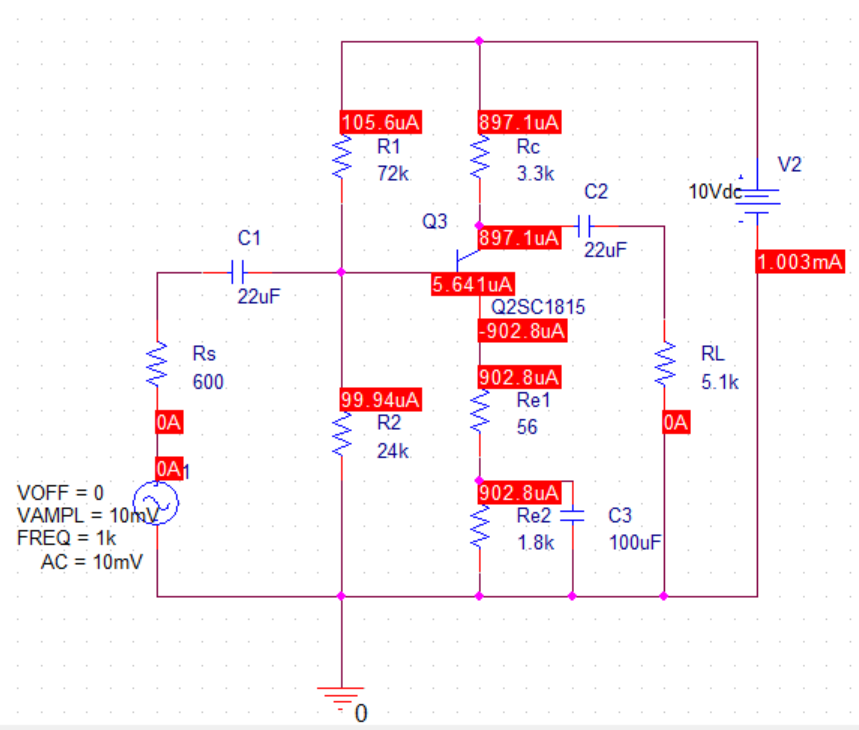 105.6uA
897.1uA
R1
72k
Rc
3.3k
V2
10Vdc
C2
22uF
Q3
897.1uA
C1
22uF
5.641uA
Q2SC1815
1.003mA
-902.8uA
Rs
600
RL
5.1k
902.8uA
Re1
56
99.94uA
R2
24k
0A
0A
0A
1
VOFF = 0
VAMPL = 10mV
FREQ = 1k
AC = 10mV
902.8uA
Re2
1.8k
C3
100uF
0